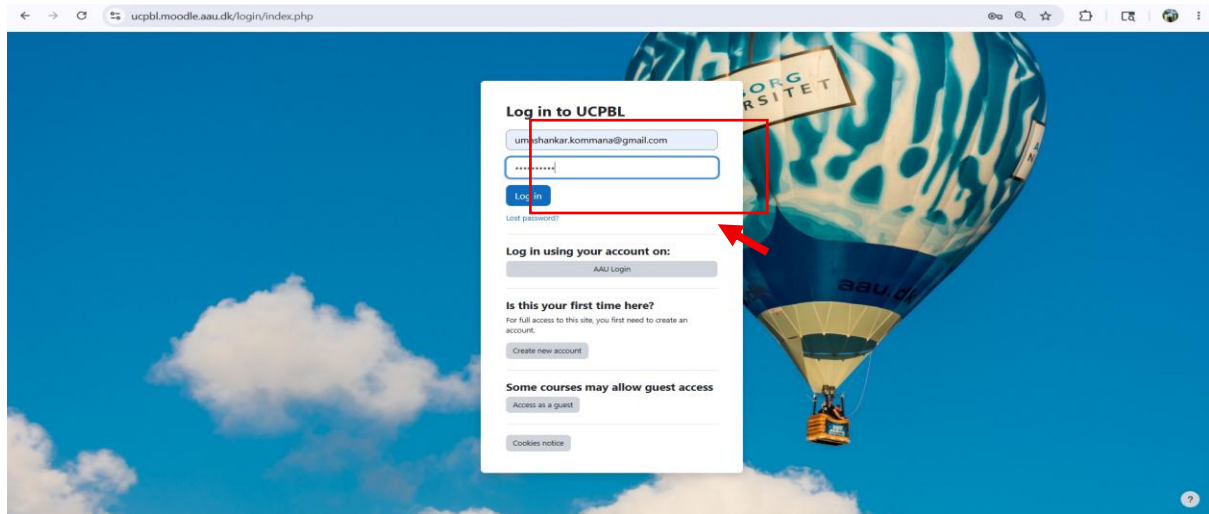 ucpbl.moodle.aau.dk/login/index.php
ORG
RSITET
Log in to UCPBL
umashankar.kommana@gmail.com
••••••••••
Log in
Lost password?
Log in using your account on:
AAU Login
aau.dk
Is this your first time here?
For full access to this site, you first need to create an
account.
Create new account
Some courses may allow guest access
Access as a guest
Cookies notice
?